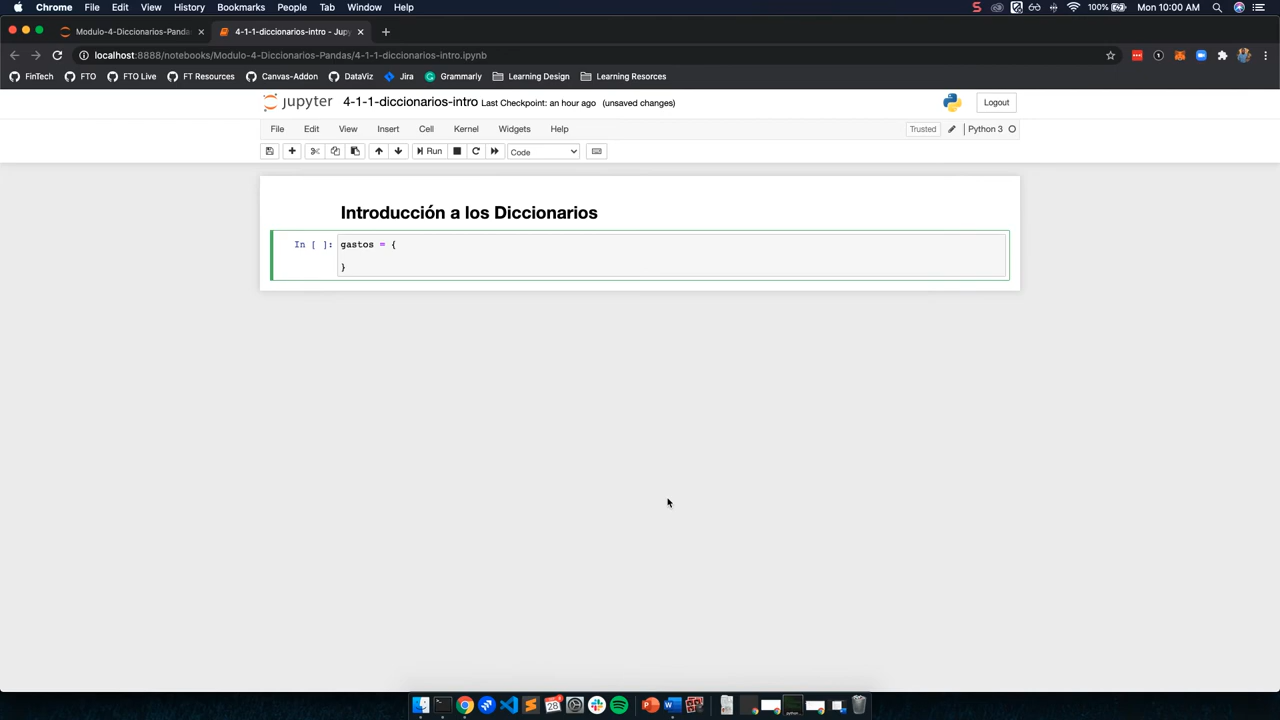 Chrome File Edit View History Bookmarks People Tab Window Help 100% Mon 10:00 AM
Modulo-4-Diccionarios-Pandas 4-1-1-diccionarios-intro - Jupy
localhost:8888/notebooks/Modulo-4-Diccionarios-Pandas/4-1-1-diccionarios-intro.ipynb
FinTech FTO FTO Live FT Resources Canvas-Addon DataViz Jira Grammarly Learning Design Learning Resorces
jupyter 4-1-1-diccionarios-intro Last Checkpoint: an hour ago (unsaved changes) Logout
File Edit View Insert Cell Kernel Widgets Help Trusted Python 3
Run Code
Introducción a los Diccionarios
In [ ]: gastos = {
}
28